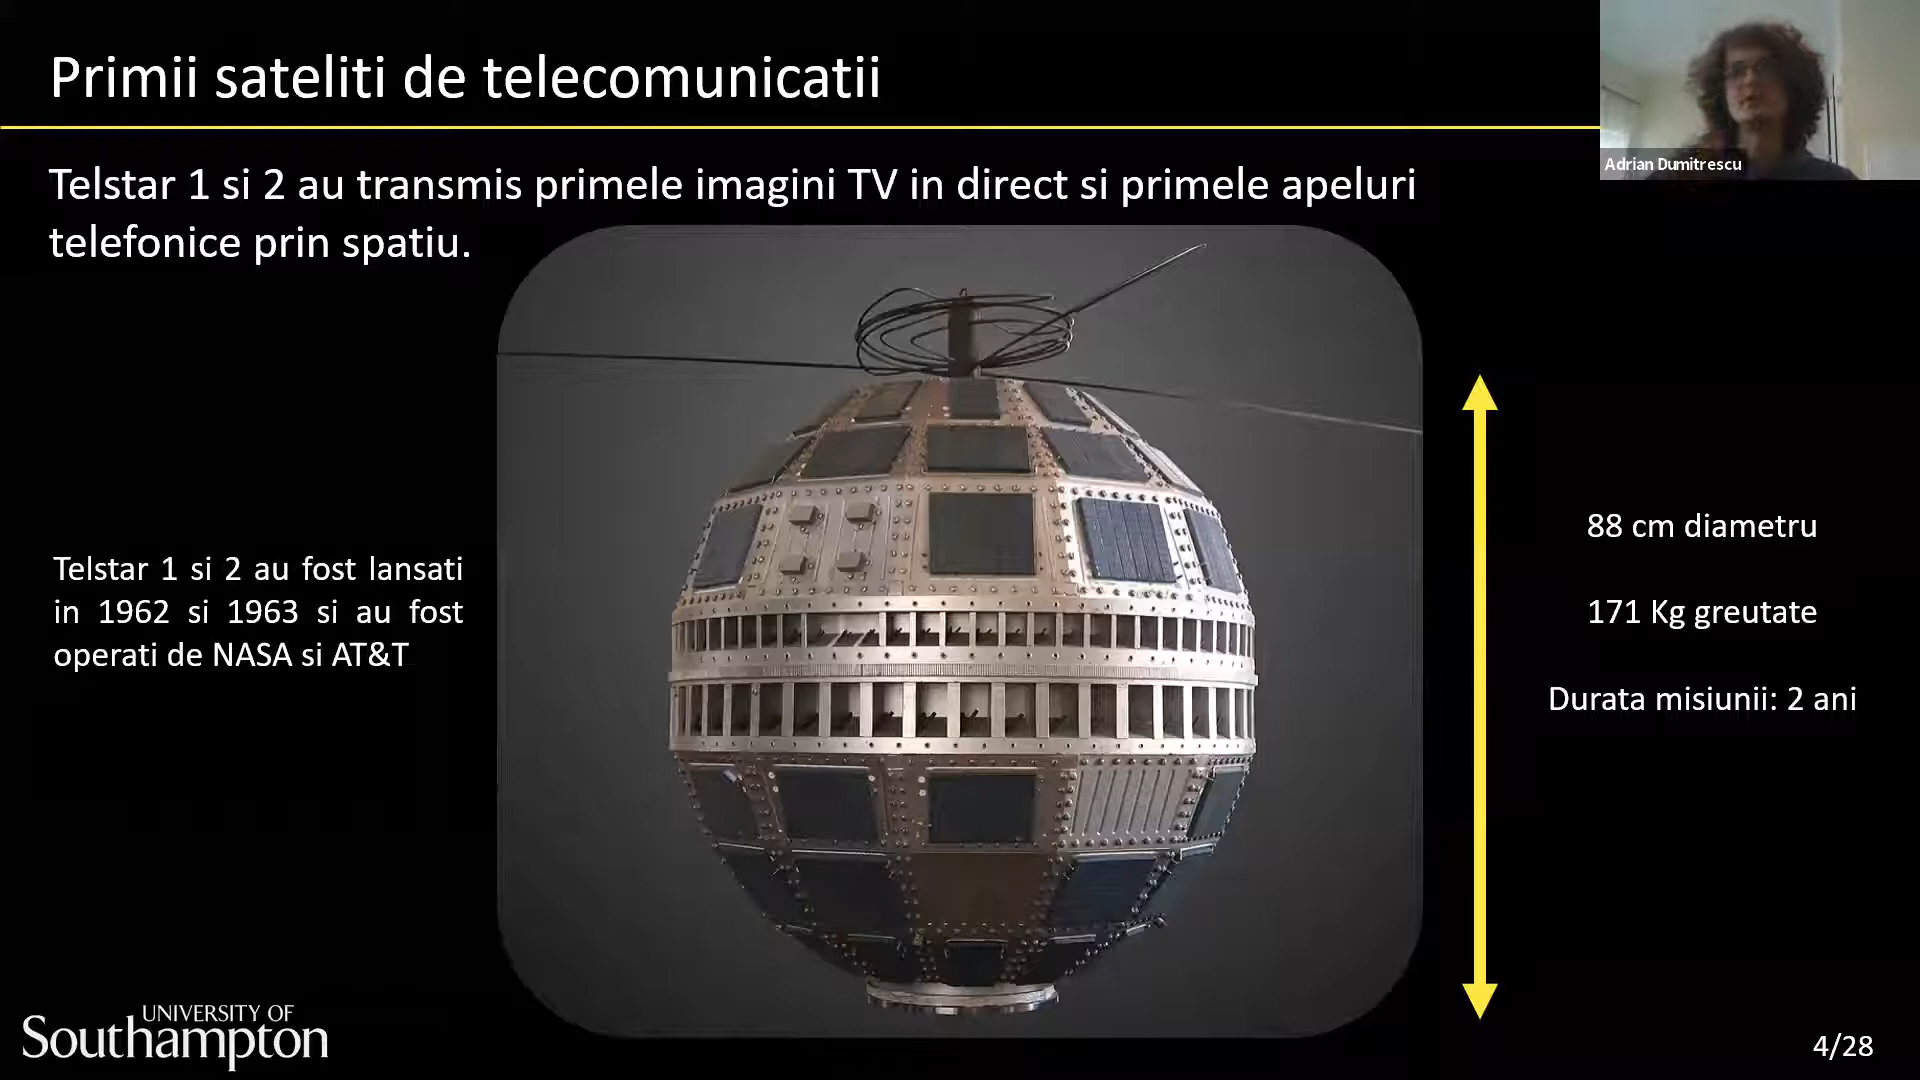 Primii sateliti de telecomunicatii
Adrian Dumitrescu
Telstar 1 si 2 au transmis primele imagini TV in direct si primele apeluri
telefonice prin spatiu.
Telstar 1 si 2 au fost lansati
in 1962 si 1963 si au fost
operati de NASA si AT&T
88 cm diametru
171 Kg greutate
Durata misiunii: 2 ani
UNIVERSITY OF
Southampton
4/28